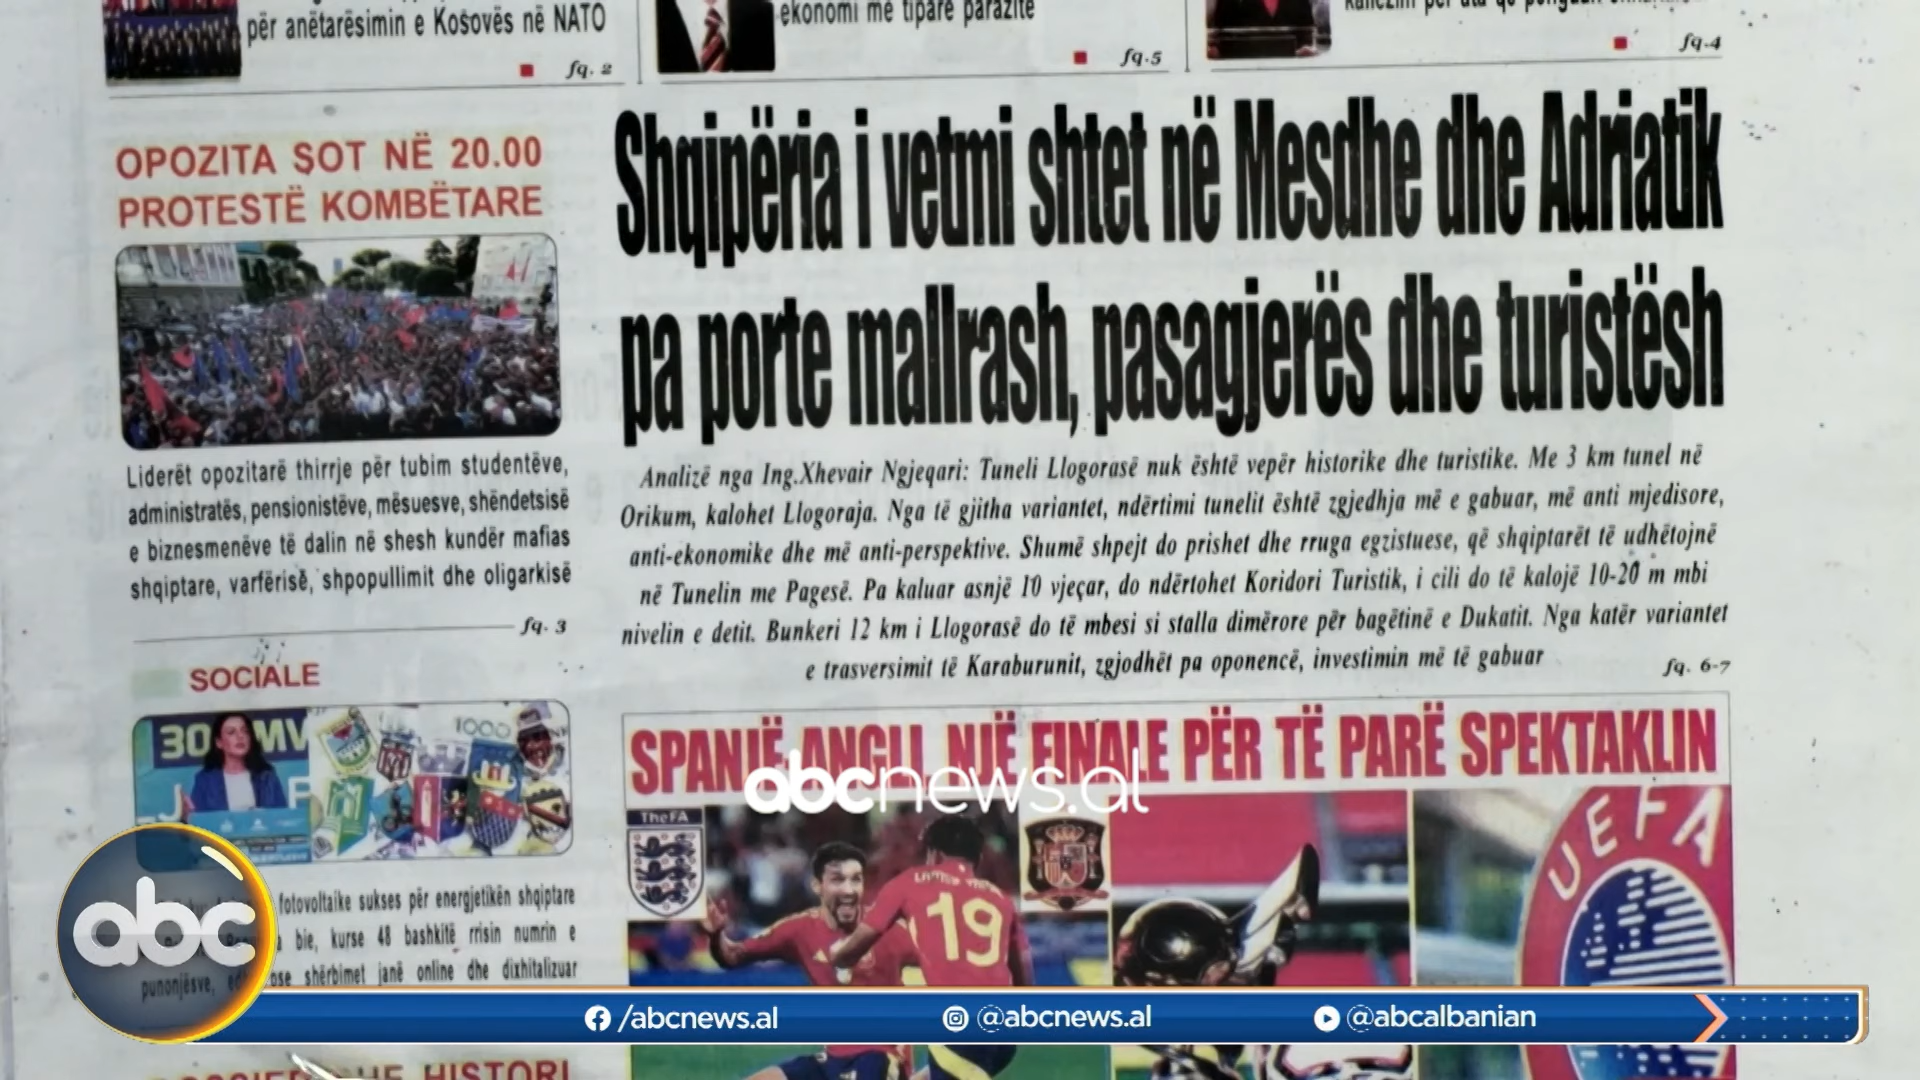 për anëtarësimin e Kosovës në NATO
fq. 2
ekonomi me tipare parazite
fq.5
fq.4
OPOZITA SOT NË 20.00
PROTESTË KOMBËTARE
Liderët opozitarë thirrje për tubim studentëve,
administratës, pensionistëve, mësuesve, shëndetsisë
e biznesmenëve të dalin në shesh kundër mafias
shqiptare, varfërisë, shpopullimit dhe oligarkisë
fq. 3
SOCIALE
30 MV
1000
fotovoltaike sukses për energjetikën shqiptare
bie, kurse 48 bashkitë rrisin numrin e
punonjësve, shërbimet janë online dhe dixhitalizuar
HISTORI
Shqipëria i vetmi shtet në Mesdhe dhe Adriatik
pa porte mallrash, pasagjerës dhe turistësh
Analizë nga Ing.Xhevair Ngjeqari: Tuneli Llogorasë nuk është vepër historike dhe turistike. Me 3 km tunel në
Orikum, kalohet Llogoraja. Nga të gjitha variantet, ndërtimi tunelit është zgjedhja më e gabuar, më anti mjedisore,
anti-ekonomike dhe më anti-perspektive. Shumë shpejt do prishet dhe rruga egzistuese, që shqiptarët të udhëtojnë
në Tunelin me Pagesë. Pa kaluar asnjë 10 vjeçar, do ndërtohet Koridori Turistik, i cili do të kalojë 10-20 m mbi
nivelin e detit. Bunkeri 12 km i Llogorasë do të mbesi si stalla dimërore për bagëtinë e Dukatit. Nga katër variantet
e trasversimit të Karaburunit, zgjodhët pa oponencë, investimin më të gabuar
fq. 6-7
SPANJË ANGLI NJË FINALE PËR TË PARË SPEKTAKLIN
abcnews.al
TheFA
19
UEFA
abc
/abcnews.al
@abcnews.al
@abcalbanian